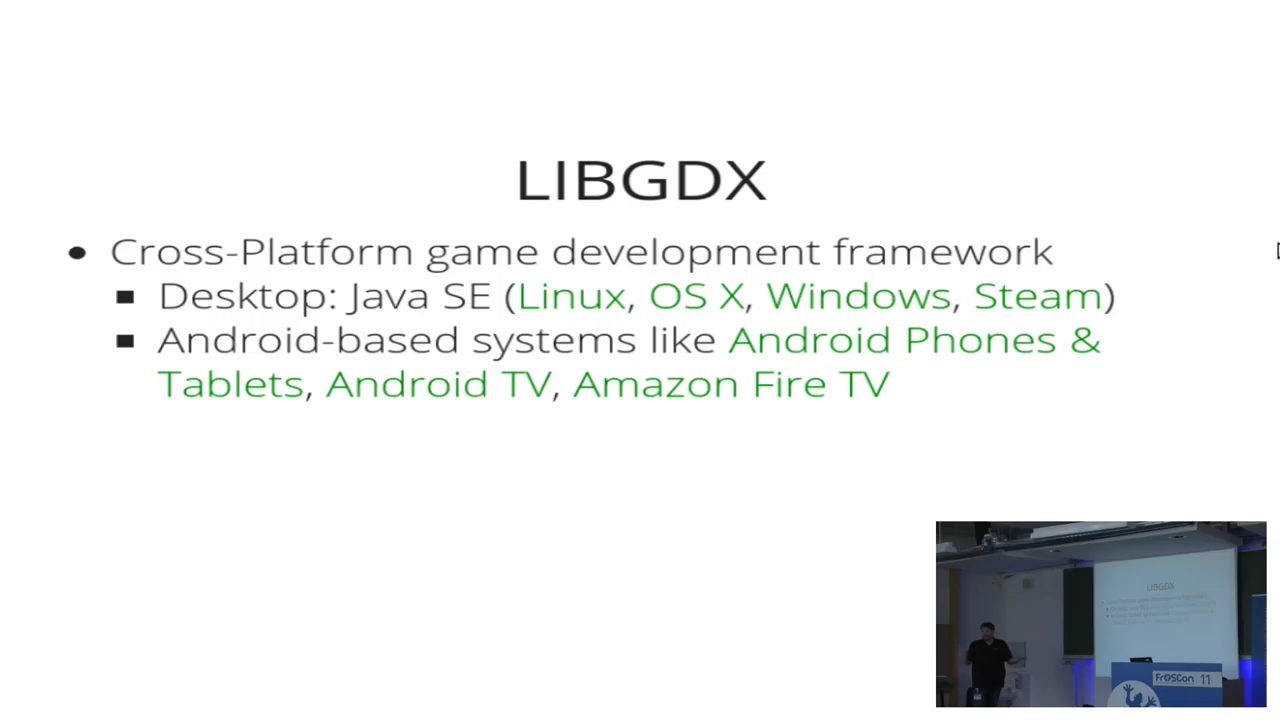 LIBGDX
Cross-Platform game development framework
Desktop: Java SE (Linux, OS X, Windows, Steam)
Android-based systems like Android Phones &
Tablets, Android TV, Amazon Fire TV
LIBGDX
FrOSCon 11